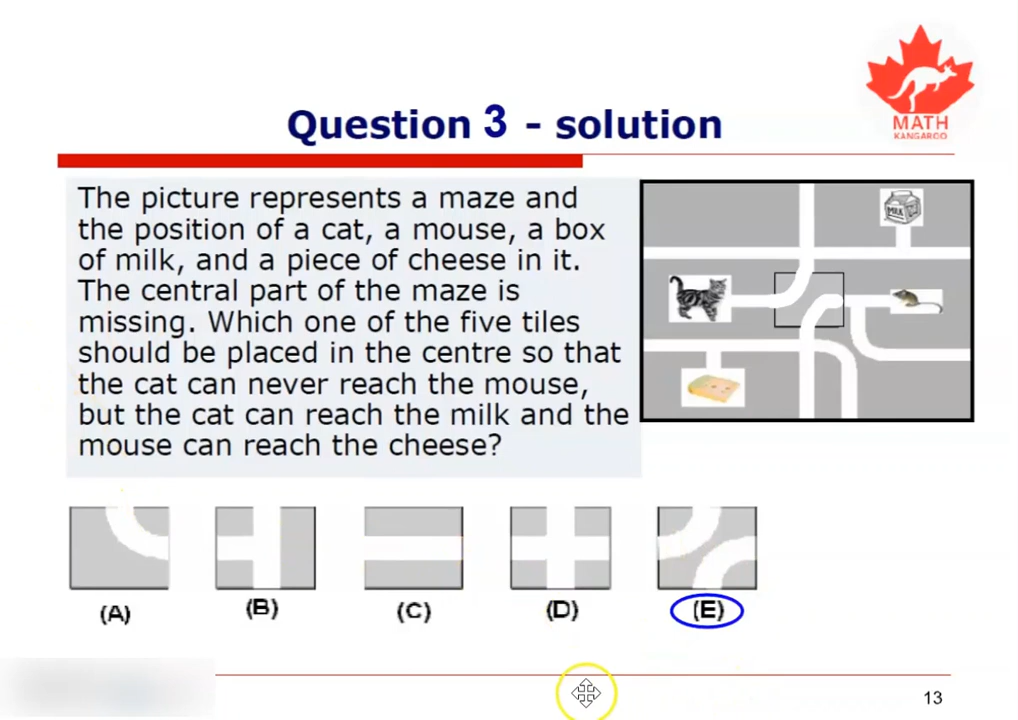 MATH
KANGAROO
Question 3 - solution
The picture represents a maze and
the position of a cat, a mouse, a box
of milk, and a piece of cheese in it.
The central part of the maze is
missing. Which one of the five tiles
should be placed in the centre so that
the cat can never reach the mouse,
but the cat can reach the milk and the
mouse can reach the cheese?
MILK
(A) (B) (C) (D) (E)
13